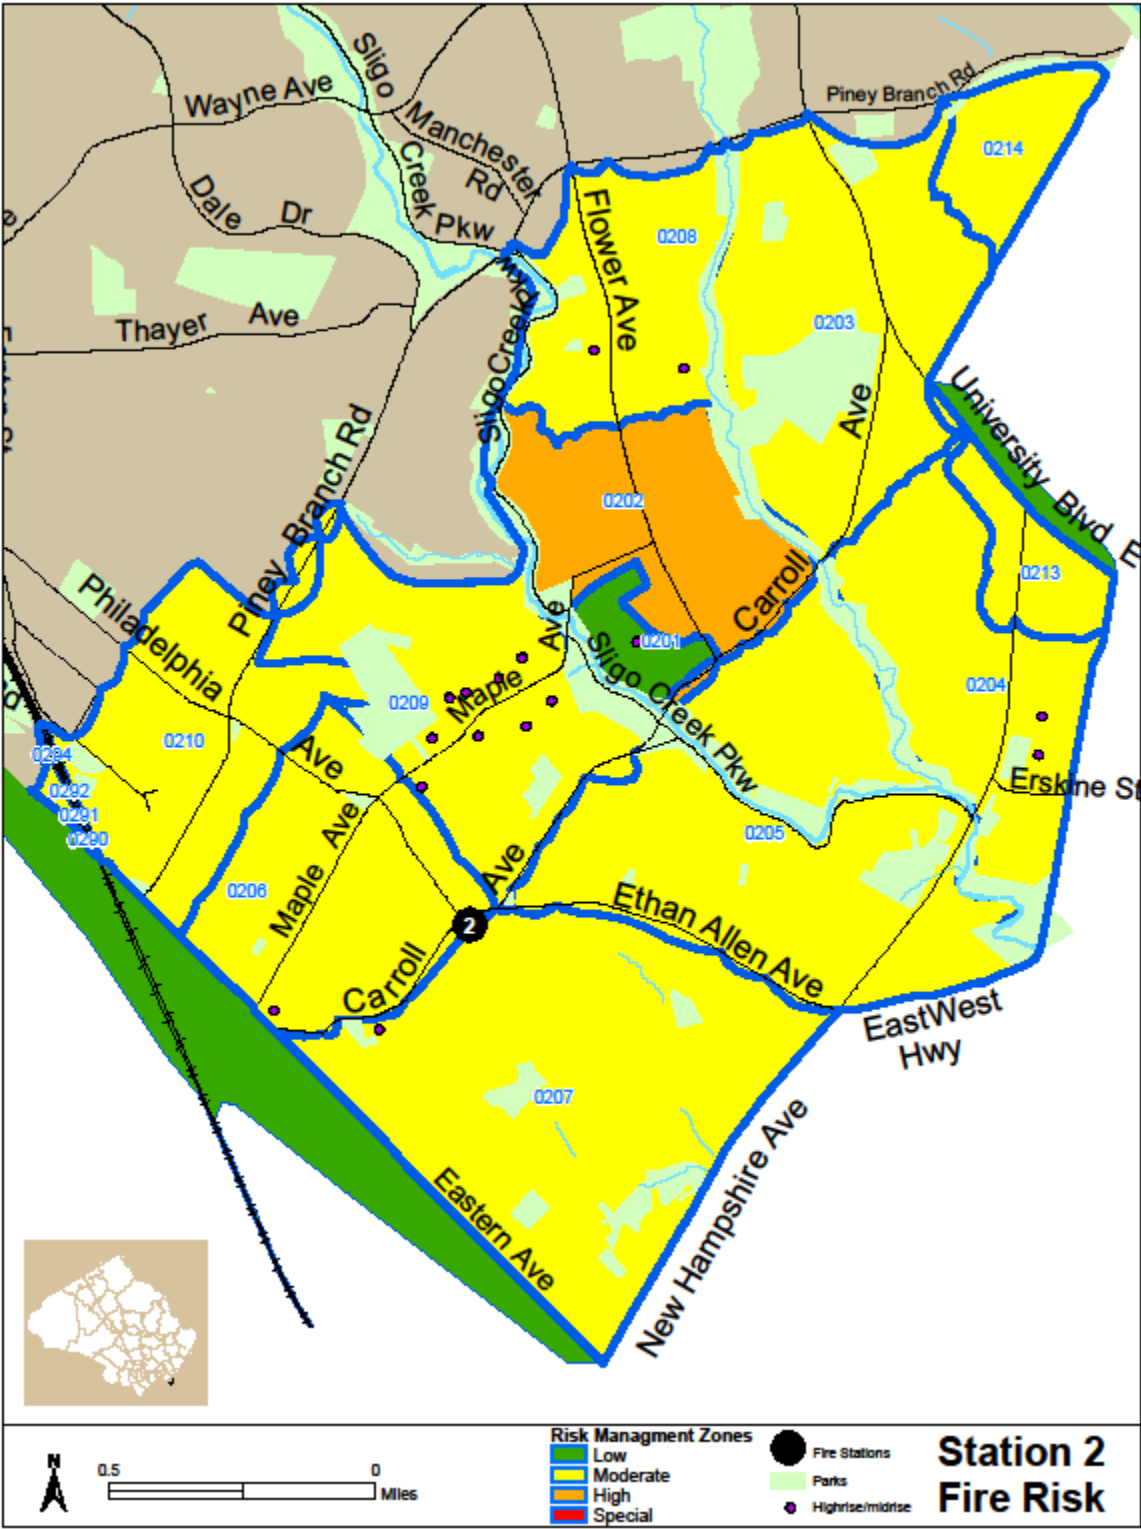 Piney Branch Rd
Wayne Ave
Sligo
Creek Pkw
Manchester
Rd
0214
Dale Dr
Flower Ave
0208
Thayer Ave
Sligo Creek Pkw
0203
Ave
University Blvd E
Piney Branch Rd
0202
Carroll
0213
Philadelphia
Ave
0201
Sligo Creek Pkw
Ave
Maple
0209
0204
0210
0294
0292
0291
0290
Erskine St
0205
0206
Maple Ave
Ave
Ethan Allen Ave
2
Carroll
EastWest
Hwy
0207
Eastern Ave
New Hampshire Ave
N
0.5 0
Miles
Risk Managment Zones
Low
Moderate
High
Special
Fire Stations
Parks
Highrise/midrise
Station 2
Fire Risk